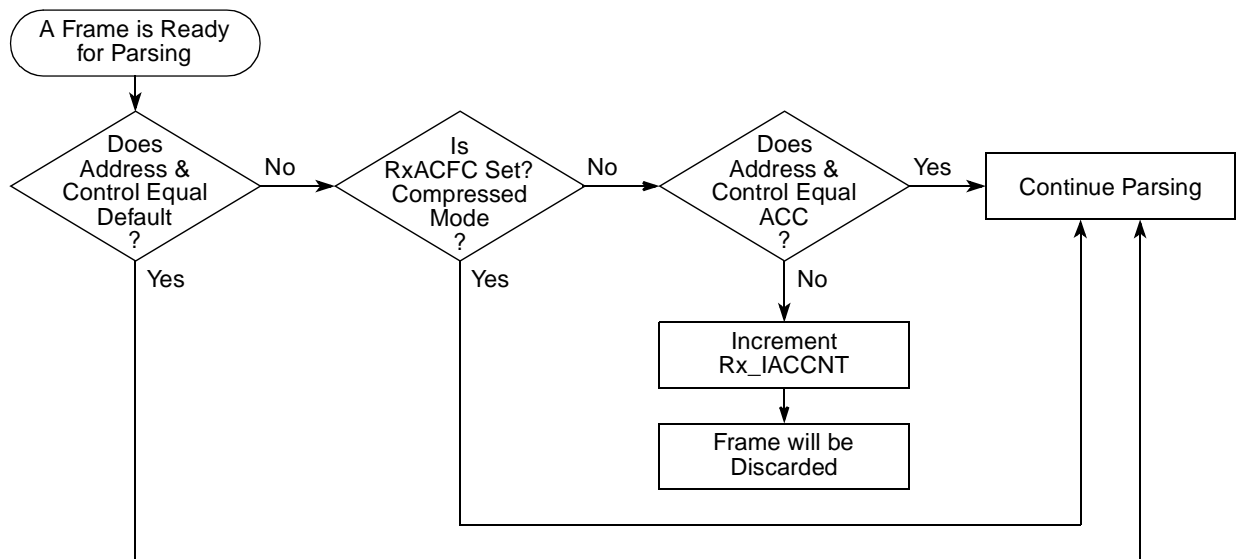 A Frame is Ready
for Parsing
Does
Address &
Control Equal
Default
?
No
Yes
Is
RxACFC Set?
Compressed
Mode
?
No
Yes
Does
Address &
Control Equal
ACC
?
Yes
No
Continue Parsing
Increment
Rx_IACCNT
Frame will be
Discarded